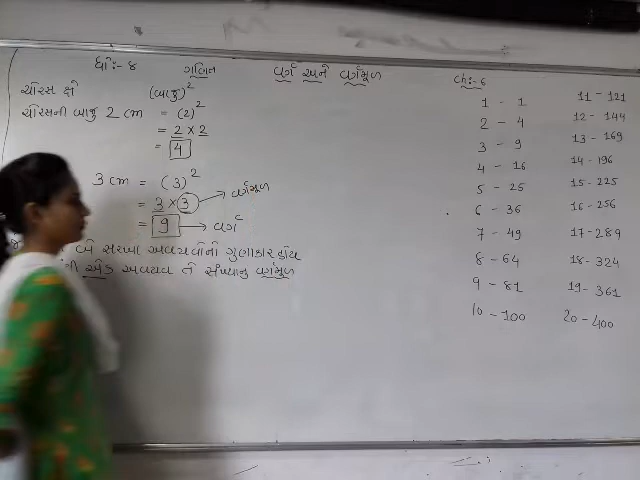 ધો:- ૪ ગણિત વર્ગ અને વર્ગમૂળ ch:-6
ચોરસ ક્ષે (બાજુ)²
ચોરસની બાજુ 2 cm = (2)²
= 2 × 2
= 4
3 cm = (3)²
= 3 × 3 → વર્ગમૂળ
= 9 → વર્ગ
બે સરખા અવયવોનો ગુણાકાર હોય
એક અવયવ તે સંખ્યાનુ વર્ગમૂળ
1 - 1
2 - 4
3 - 9
4 - 16
5 - 25
6 - 36
7 - 49
8 - 64
9 - 81
10 - 100
11 - 121
12 - 144
13 - 169
14 - 196
15 - 225
16 - 256
17 - 289
18 - 324
19 - 361
20 - 400